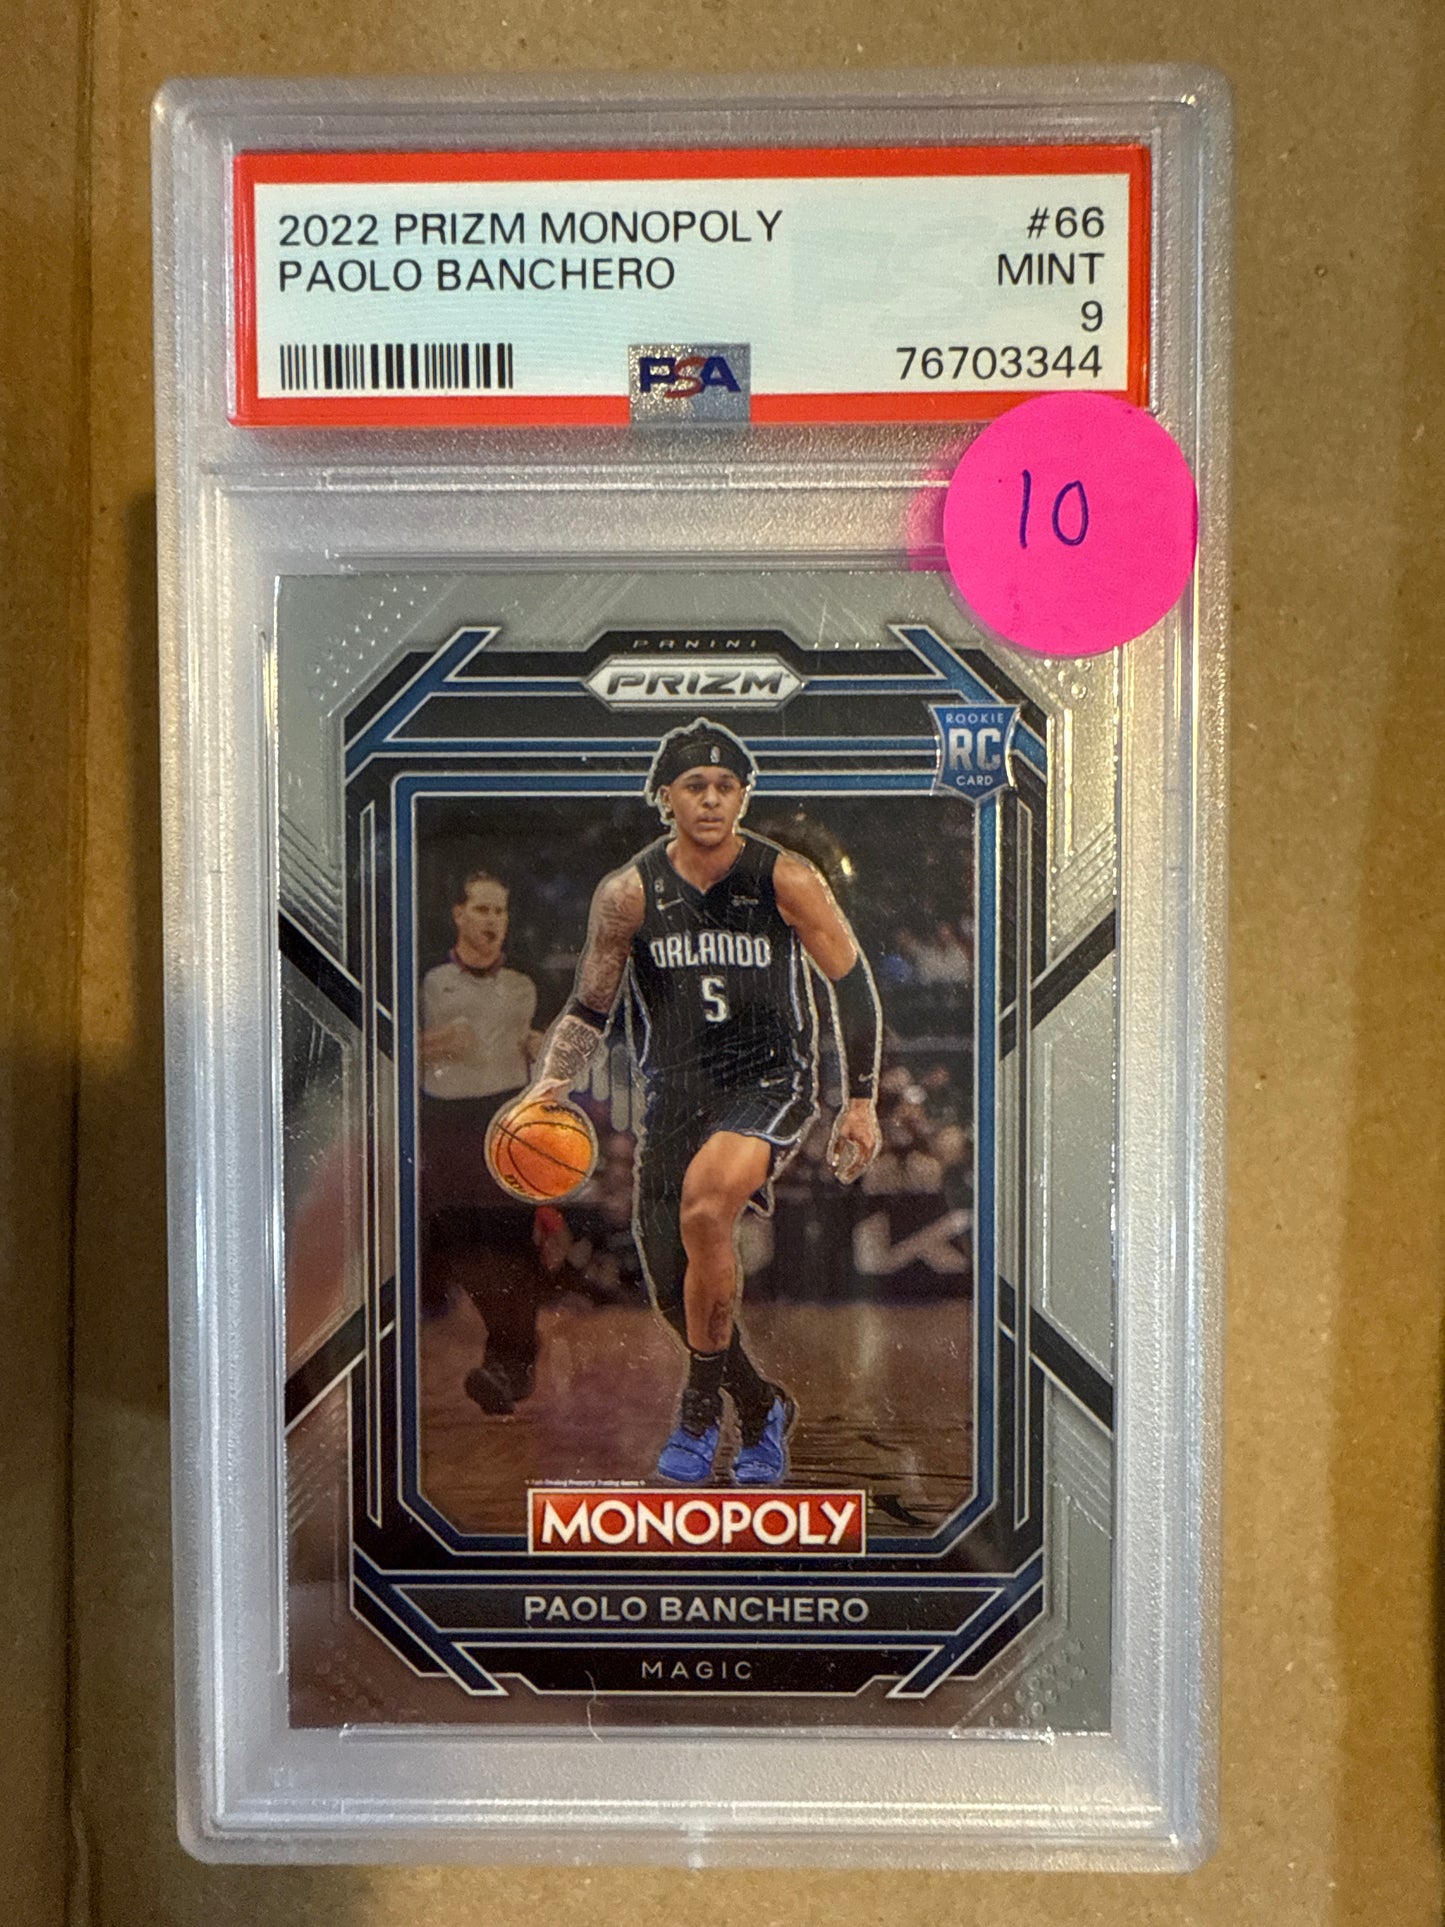 2022 PRIZM MONOPOLY #66
PAOLO BANCHERO MINT
9
PSA 76703344
10
PANINI
PRIZM
ROOKIE
RC
CARD
ORLANDO
5
MONOPOLY
PAOLO BANCHERO
MAGIC